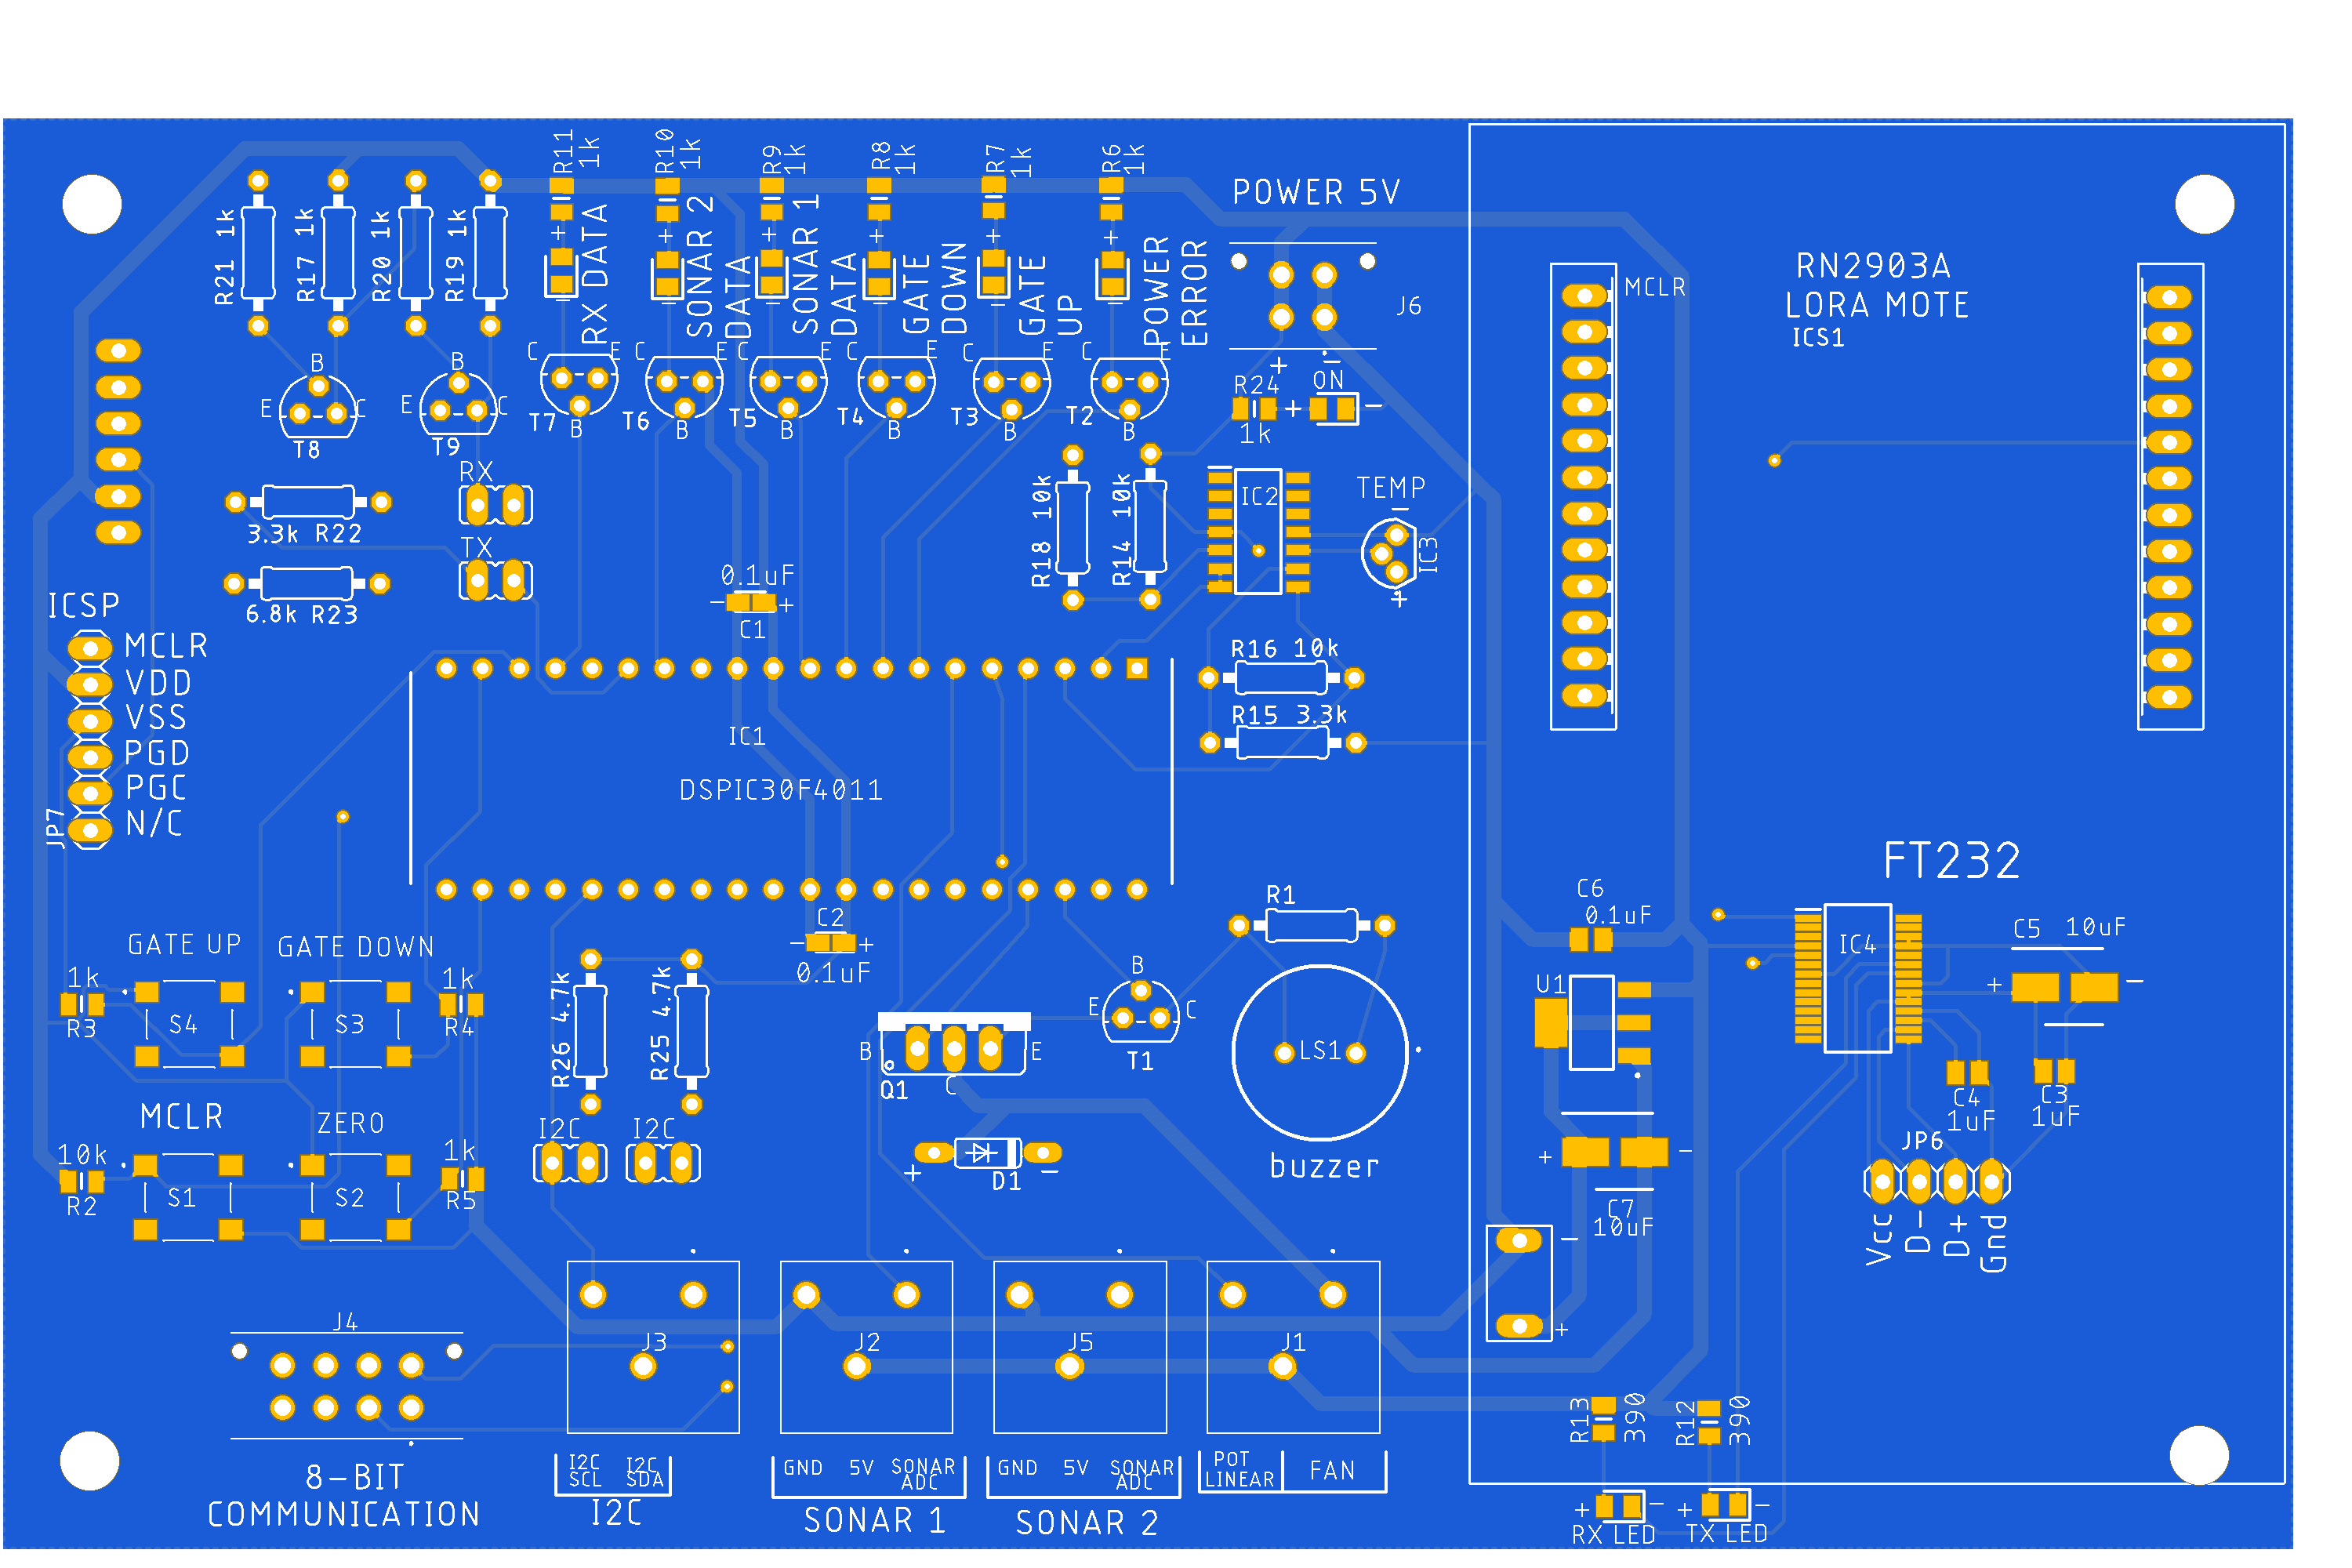 R11 1k
R10 1k
R9 1k
R8 1k
R7 1k
R6 1k
POWER 5V
R21 1k
R17 1k
R20 1k
R19 1k
+
+
+
+
+
+
RX DATA
SONAR 2
DATA
SONAR 1
DATA
GATE
DOWN
GATE
UP
POWER
ERROR
J6
MCLR
RN2903A
LORA MOTE
ICS1
E B C
T8
E B C
T9
C E B
T7
C E B
T6
C E B
T5
C E B
T4
C E B
T3
C E B
T2
+ -
R24
1k
+ ON -
RX
TX
3.3k R22
6.8k R23
R18 10k
R14 10k
IC2
TEMP
-
IC3
+
0.1uF
- +
C1
ICSP
MCLR
VDD
VSS
PGD
PGC
N/C
JP7
R16 10k
R15 3.3k
IC1
DSPIC30F4011
FT232
C2
- +
0.1uF
R1
C6
0.1uF
IC4
C5 10uF
+ -
GATE UP
GATE DOWN
1k
R3
S4
S3
1k
R4
R26 4.7k
R25 4.7k
B E
C
Q1
B
E C
T1
LS1
buzzer
U1
C4
1uF
C3
1uF
MCLR
ZERO
10k
R2
S1
S2
1k
R5
I2C
I2C
+ -
D1
+ -
C7
10uF
JP6
Vcc
D-
D+
Gnd
-
+
J4
J3
J2
J5
J1
8-BIT
COMMUNICATION
I2C SCL
I2C SDA
I2C
GND 5V SONAR ADC
SONAR 1
GND 5V SONAR ADC
SONAR 2
POT LINEAR
FAN
R13 390
R12 390
+ -
RX LED
+ -
TX LED